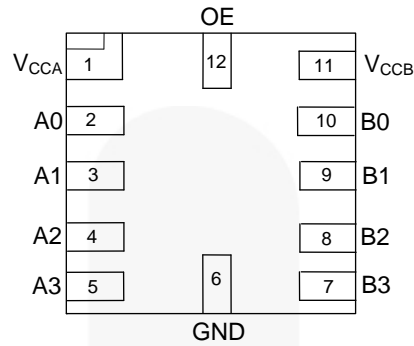 OE
VCCA 1 12 11 VCCB
A0 2 10 B0
A1 3 9 B1
A2 4 8 B2
A3 5 6 7 B3
GND